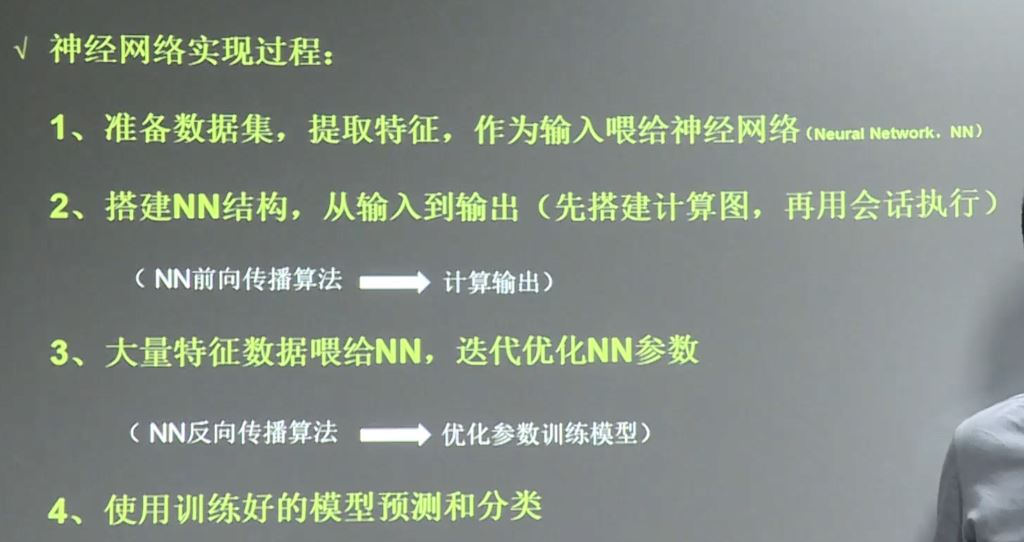 √ 神经网络实现过程：
1、准备数据集，提取特征，作为输入喂给神经网络（Neural Network，NN）
2、搭建NN结构，从输入到输出（先搭建计算图，再用会话执行）
（ NN前向传播算法 ➡ 计算输出）
3、大量特征数据喂给NN，迭代优化NN参数
（ NN反向传播算法 ➡ 优化参数训练模型）
4、使用训练好的模型预测和分类